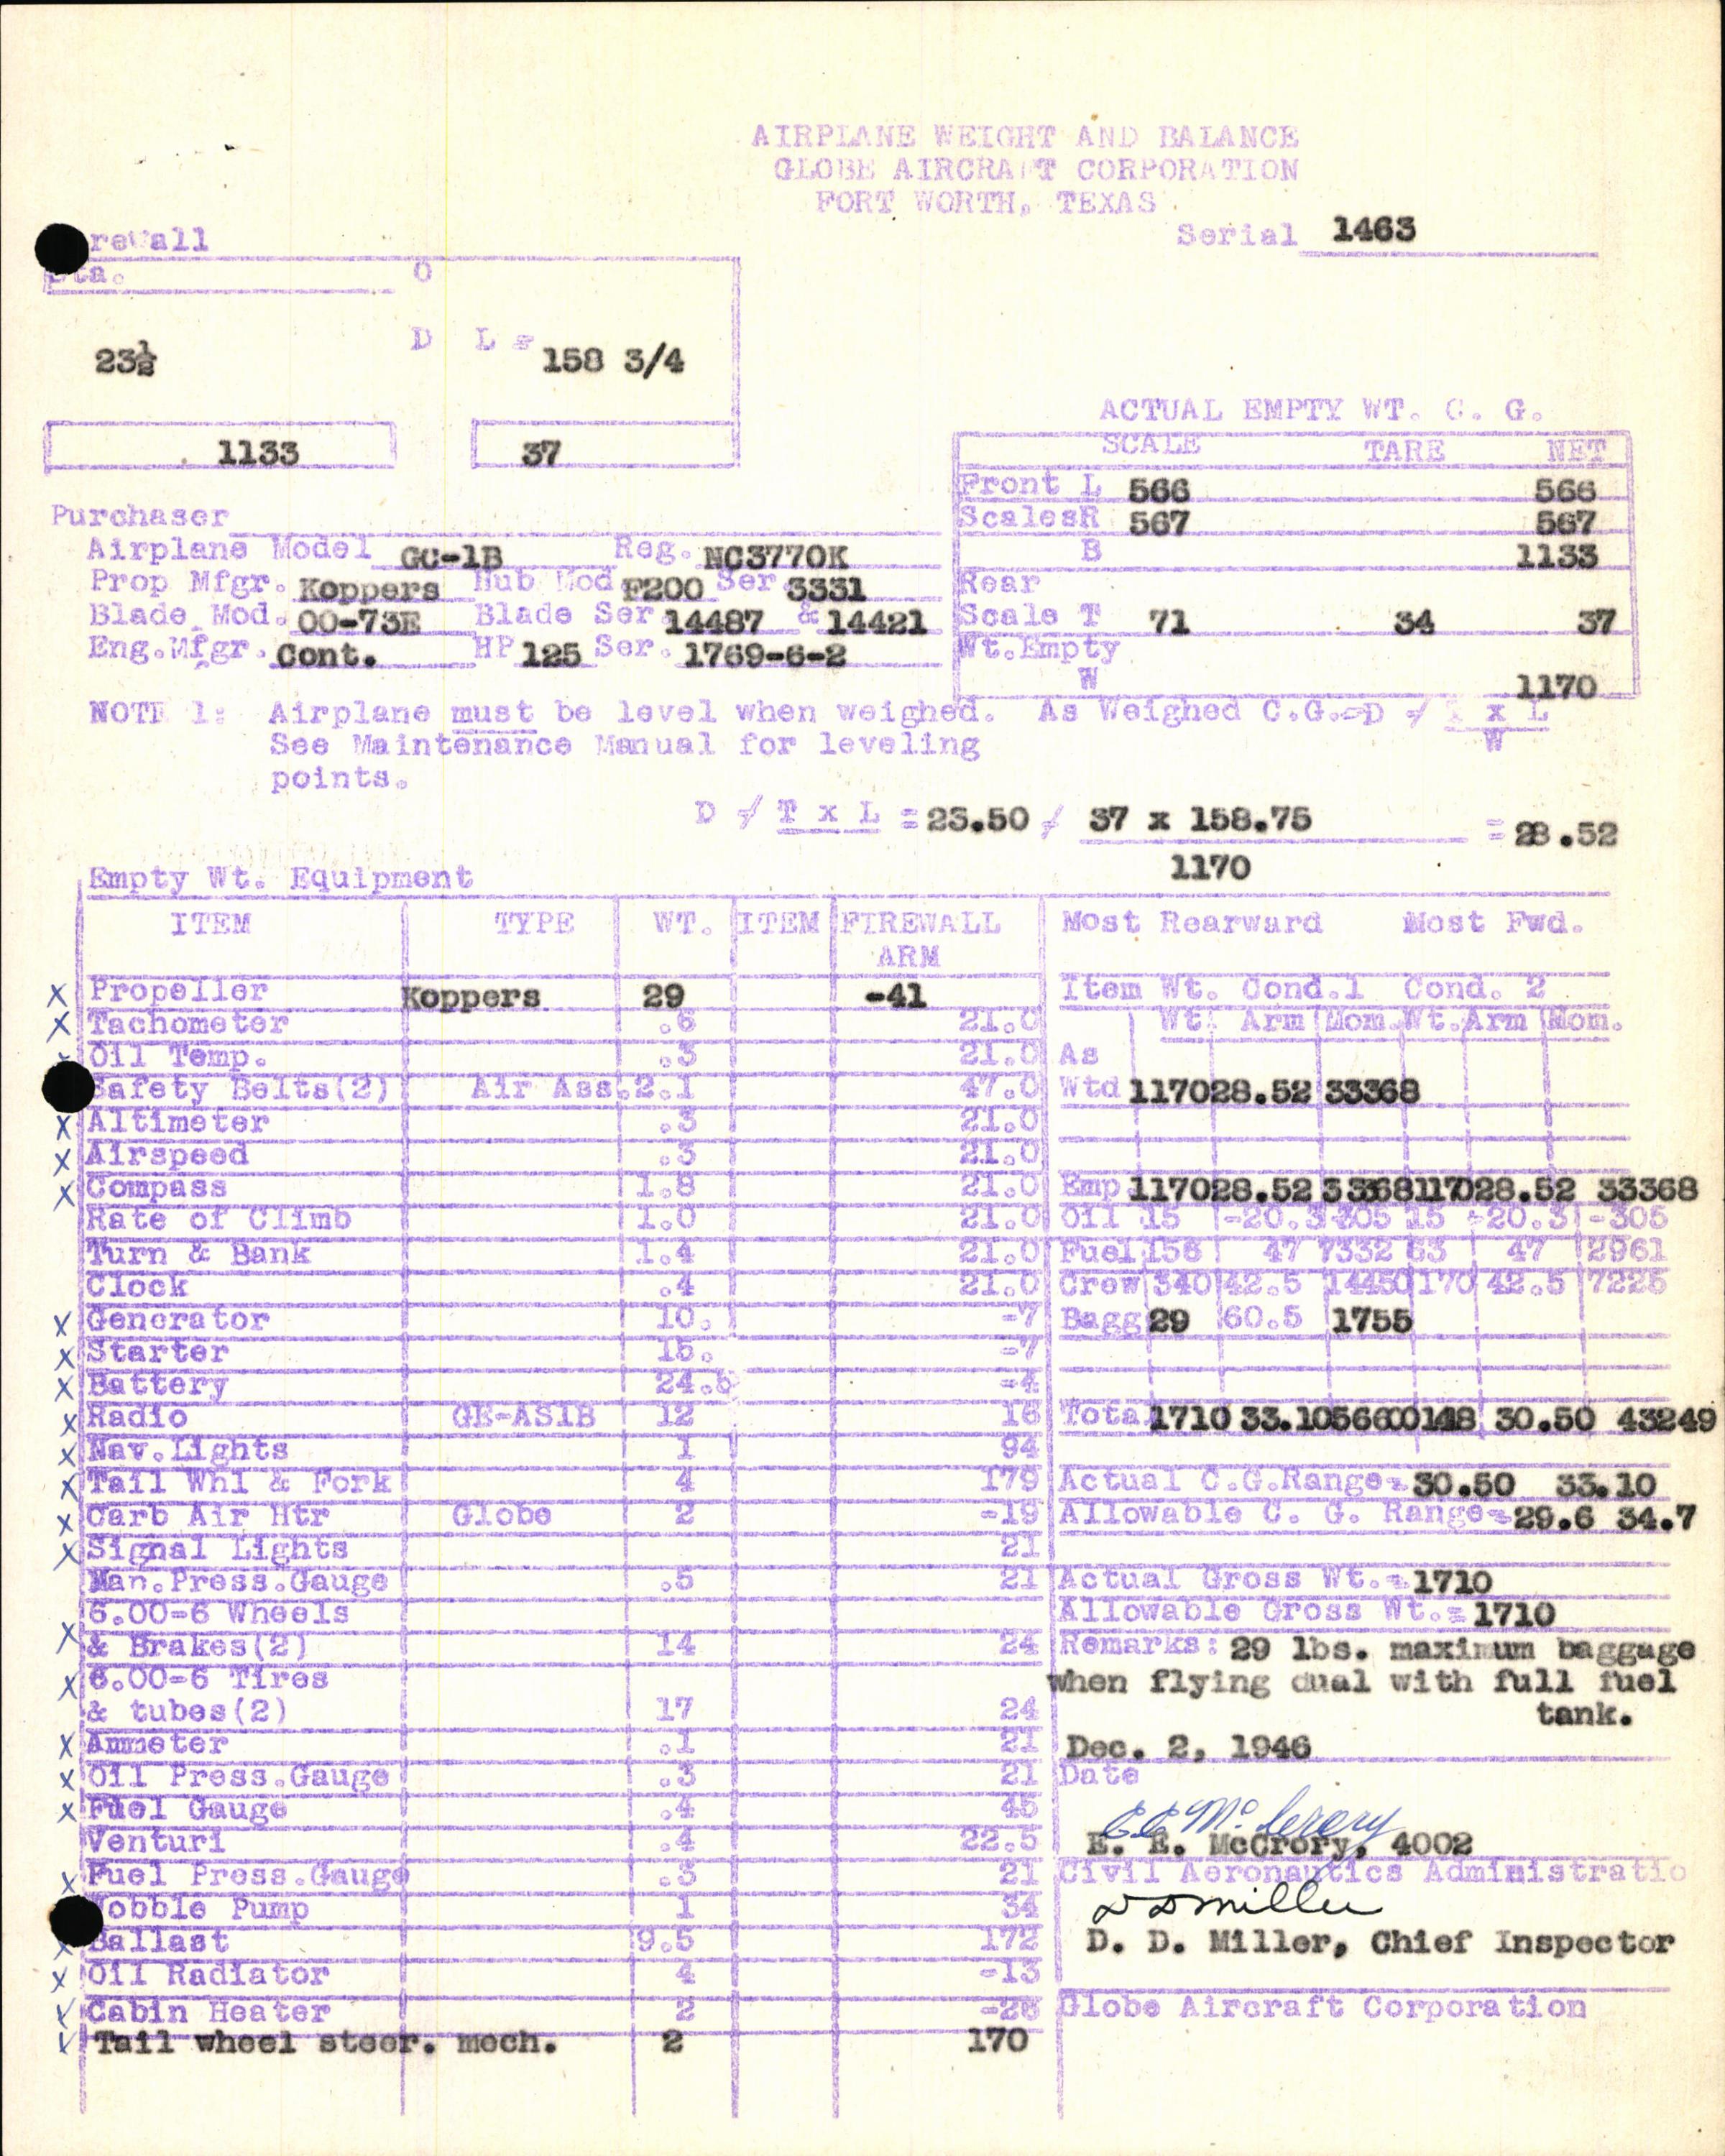 AIRPLANE WEIGHT AND BALANCE
GLOBE AIRCRAFT CORPORATION
FORT WORTH, TEXAS
Serial 1463
rewall
Sta. O
23½ D L = 158 3/4
1133 37
ACTUAL EMPTY WT. C. G.
SCALE TARE NET
Front L 566 566
ScalesR 567 567
B 1133
Rear
Scale T 71 34 37
Wt.Empty
W 1170
Purchaser
Airplane Model GC-1B Reg. NC3770K
Prop Mfgr. Koppers Hub Mod F200 Ser 3331
Blade Mod. 00-73E Blade Ser 14487 & 14421
Eng.Mfgr. Cont. HP 125 Ser. 1769-6-2
NOTE 1: Airplane must be level when weighed. As Weighed C.G.=D / T x L
W
See Maintenance Manual for leveling
points.
D / T x L = 23.50 / 37 x 158.75 = 28.52
1170
Empty Wt. Equipment
ITEM TYPE WT. ITEM FIREWALL
ARM
x Propeller Koppers 29 -41
x Tachometer .6 21.0
Oil Temp. .3 21.0
Safety Belts(2) Air Ass. 2.1 47.0
x Altimeter .3 21.0
x Airspeed .3 21.0
x Compass 1.8 21.0
Rate of Climb 1.0 21.0
Turn & Bank 1.4 21.0
Clock .4 21.0
x Generator 10. -7
x Starter 15. -7
x Battery 24.5 -4
x Radio GE-AS1B 12 16
x Nav.Lights 1 94
x Tail Whl & Fork 4 179
x Carb Air Htr Globe 2 -19
x Signal Lights 21
Man.Press.Gauge .5 21
6.00-6 Wheels
x & Brakes(2) 14 24
x 6.00-6 Tires
& tubes(2) 17 24
x Ammeter .1 21
x Oil Press.Gauge .3 21
x Fuel Gauge .4 45
Venturi .4 22.5
x Fuel Press.Gauge .3 21
Wobble Pump 1 34
x Ballast 9.5 172
x Oil Radiator 4 -13
x Cabin Heater 2 -26
x Tail wheel steer. mech. 2 170
Most Rearward Most Fwd.
Item Wt. Cond.1 Cond. 2
Wt. Arm Mom. Wt. Arm Mom.
As
Wtd 1170 28.52 33368
Emp 1170 28.52 33368 1170 28.52 33368
Oil 15 -20.3 -305 15 -20.3 -305
Fuel 156 47 7332 63 47 2961
Crew 340 42.5 14450 170 42.5 7225
Bagg 29 60.5 1755
Total 1710 33.10 56600 1418 30.50 43249
Actual C.G.Range= 30.50 33.10
Allowable C. G. Range= 29.6 34.7
Actual Gross Wt.= 1710
Allowable Gross Wt.= 1710
Remarks: 29 lbs. maximum baggage
when flying dual with full fuel
tank.
Dec. 2, 1946
Date
E E McCrory
E. E. McCrory, 4002
Civil Aeronautics Administratio
D D Miller
D. D. Miller, Chief Inspector
Globe Aircraft Corporation